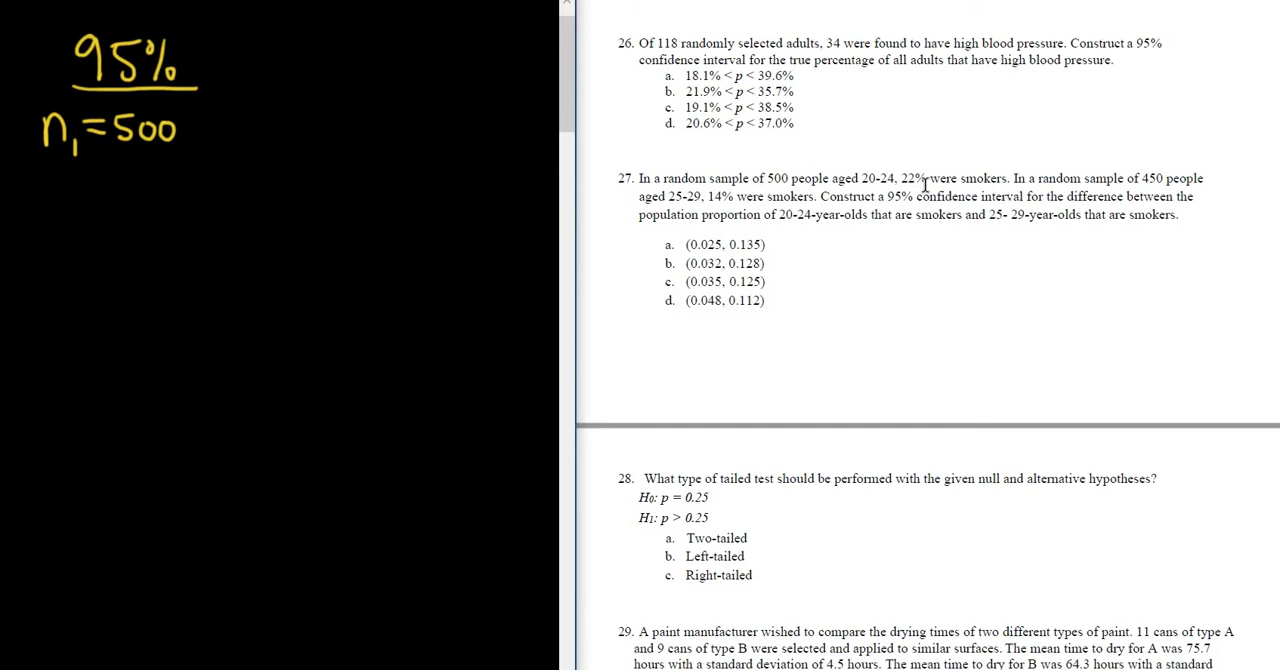 95%
n₁=500
26. Of 118 randomly selected adults, 34 were found to have high blood pressure. Construct a 95%
confidence interval for the true percentage of all adults that have high blood pressure.
a. 18.1% < p < 39.6%
b. 21.9% < p < 35.7%
c. 19.1% < p < 38.5%
d. 20.6% < p < 37.0%
27. In a random sample of 500 people aged 20-24, 22% were smokers. In a random sample of 450 people
aged 25-29, 14% were smokers. Construct a 95% confidence interval for the difference between the
population proportion of 20-24-year-olds that are smokers and 25- 29-year-olds that are smokers.
a. (0.025, 0.135)
b. (0.032, 0.128)
c. (0.035, 0.125)
d. (0.048, 0.112)
28. What type of tailed test should be performed with the given null and alternative hypotheses?
H₀: p = 0.25
H₁: p > 0.25
a. Two-tailed
b. Left-tailed
c. Right-tailed
29. A paint manufacturer wished to compare the drying times of two different types of paint. 11 cans of type A
and 9 cans of type B were selected and applied to similar surfaces. The mean time to dry for A was 75.7
hours with a standard deviation of 4.5 hours. The mean time to dry for B was 64.3 hours with a standard